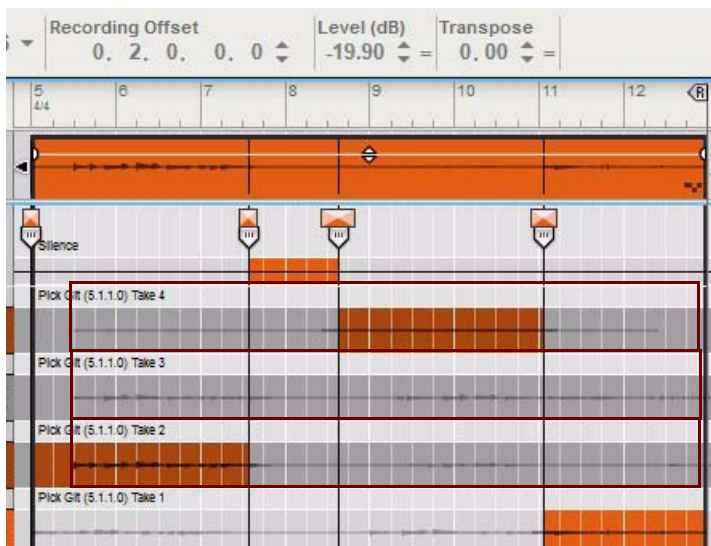 Recording Offset Level (dB) Transpose
0. 2. 0. 0. 0 -19.90 = 0.00 =
5 6 7 8 9 10 11 12 R
4/4
Silence
Pick Git (5.1.1.0) Take 4
Pick Git (5.1.1.0) Take 3
Pick Git (5.1.1.0) Take 2
Pick Git (5.1.1.0) Take 1